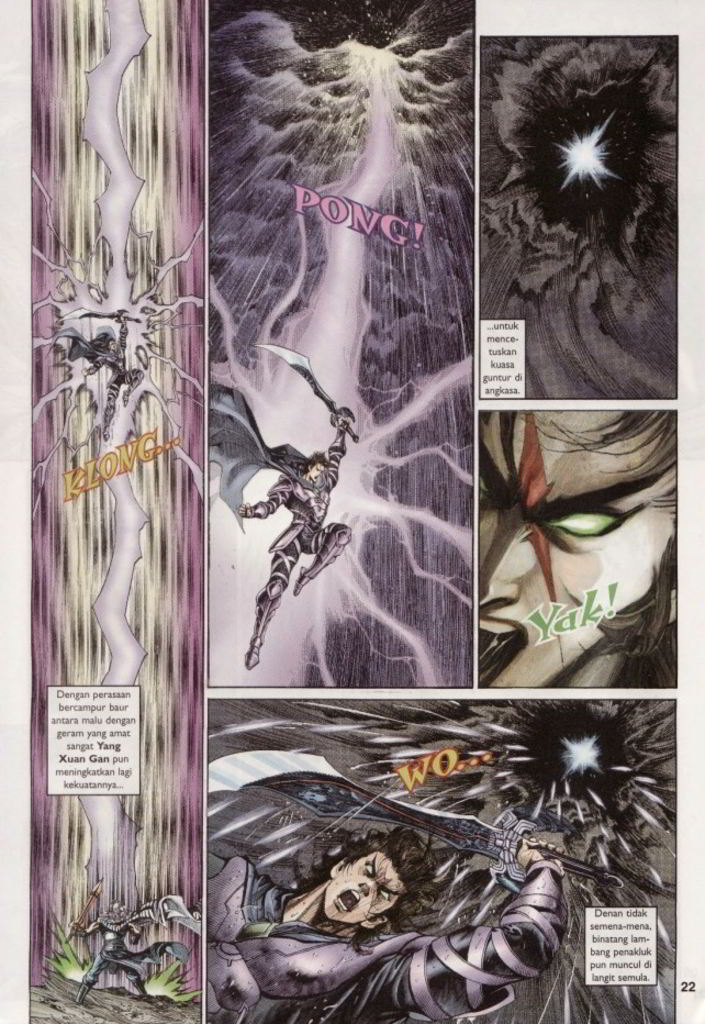 KLONG...
Dengan perasaan
bercampur baur
antara malu dengan
geram yang amat
sangat Yang
Xuan Gan pun
meningkatkan lagi
kekuatannya...
PONG!
...untuk
mence-
tuskan
kuasa
guntur di
angkasa.
Yak!
WO...
Denan tidak
semena-mena,
binatang lam-
bang penakluk
pun muncul di
langit semula.
22